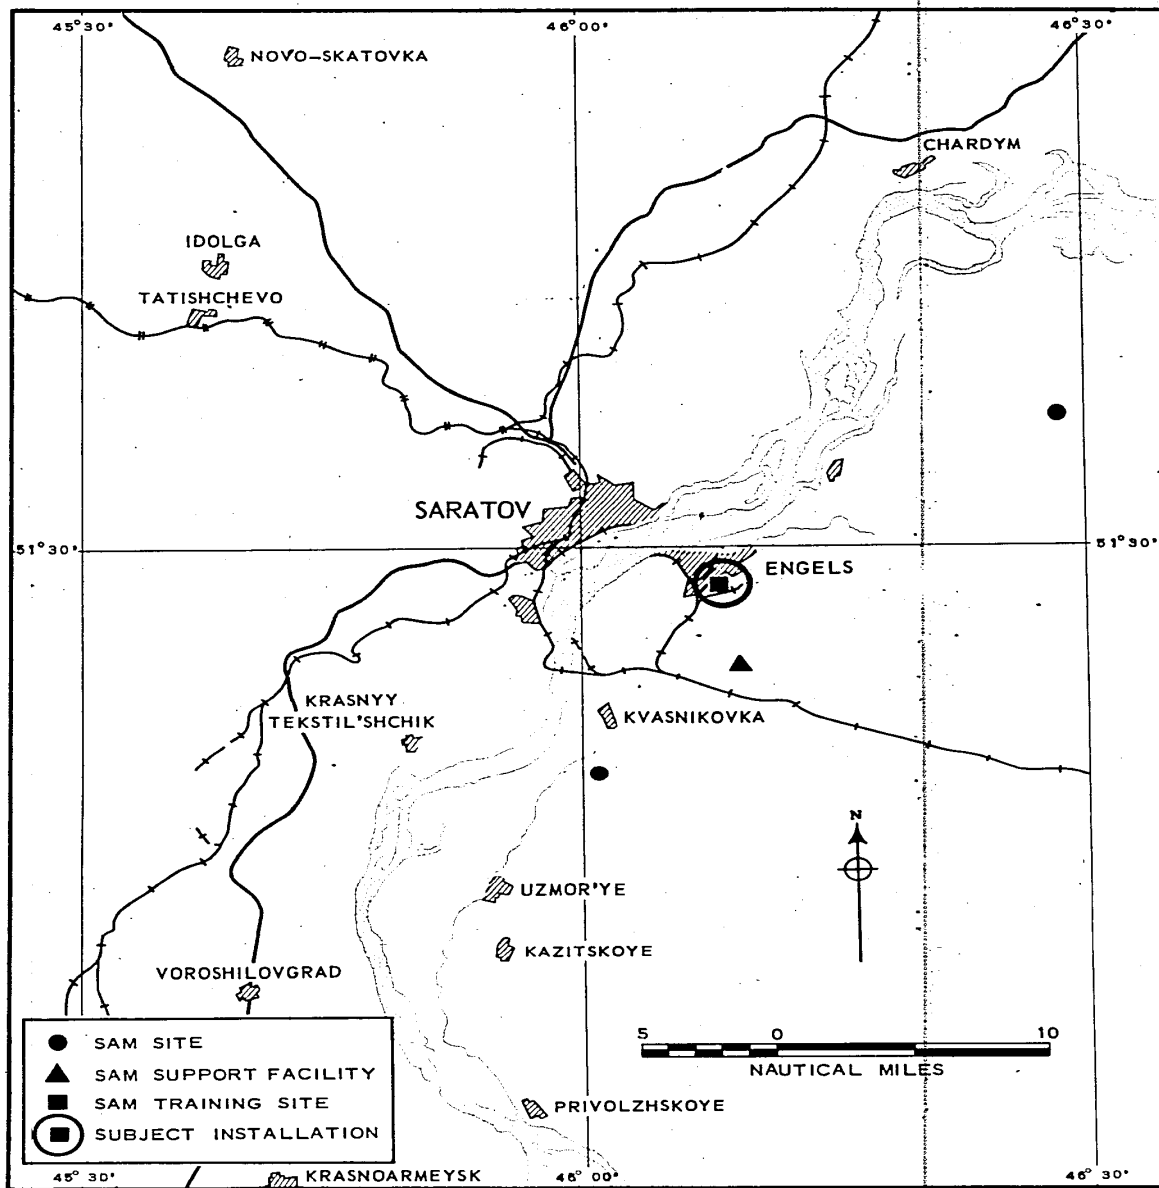 45°30'
46°00'
46°30'
NOVO-SKATOVKA
CHARDYM
IDOLGA
TATISHCHEVO
SARATOV
51°30'
51°30'
ENGELS
KRASNYY
TEKSTIL'SHCHIK
KVASNIKOVKA
N
UZMOR'YE
KAZITSKOYE
VOROSHILOVGRAD
5 0 10
NAUTICAL MILES
SAM SITE
SAM SUPPORT FACILITY
SAM TRAINING SITE
SUBJECT INSTALLATION
PRIVOLZHSKOYE
KRASNOARMEYSK
45°30'
46°00'
46°30'